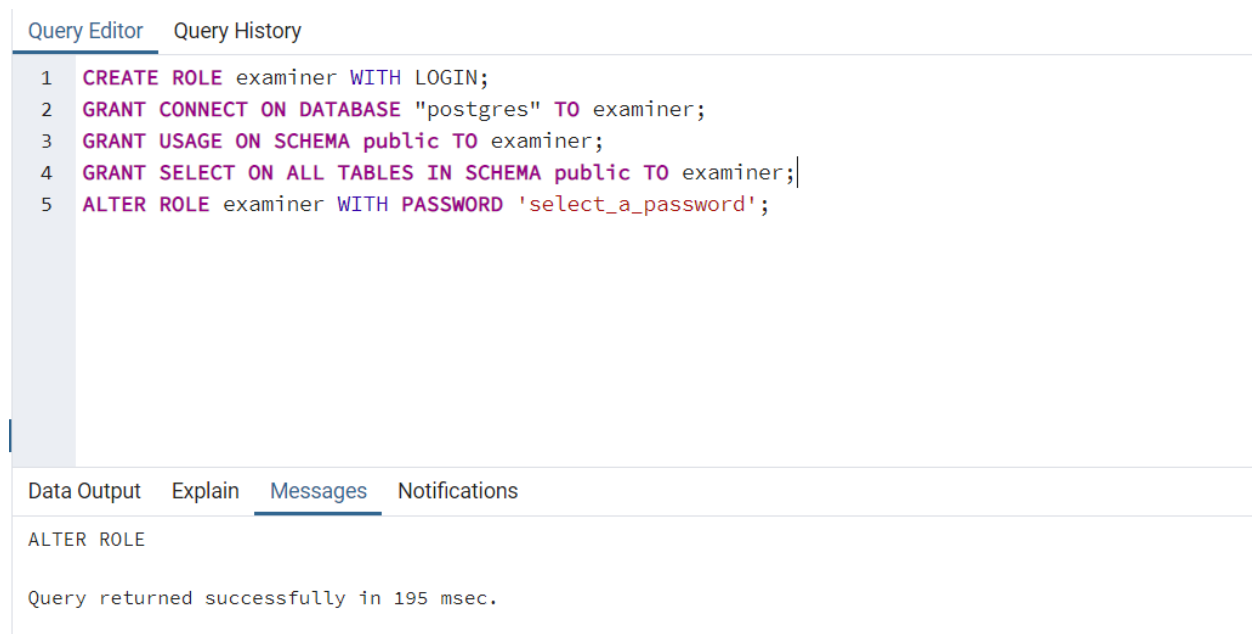 Query Editor Query History
1 CREATE ROLE examiner WITH LOGIN;
2 GRANT CONNECT ON DATABASE "postgres" TO examiner;
3 GRANT USAGE ON SCHEMA public TO examiner;
4 GRANT SELECT ON ALL TABLES IN SCHEMA public TO examiner;
5 ALTER ROLE examiner WITH PASSWORD 'select_a_password';
Data Output Explain Messages Notifications
ALTER ROLE
Query returned successfully in 195 msec.